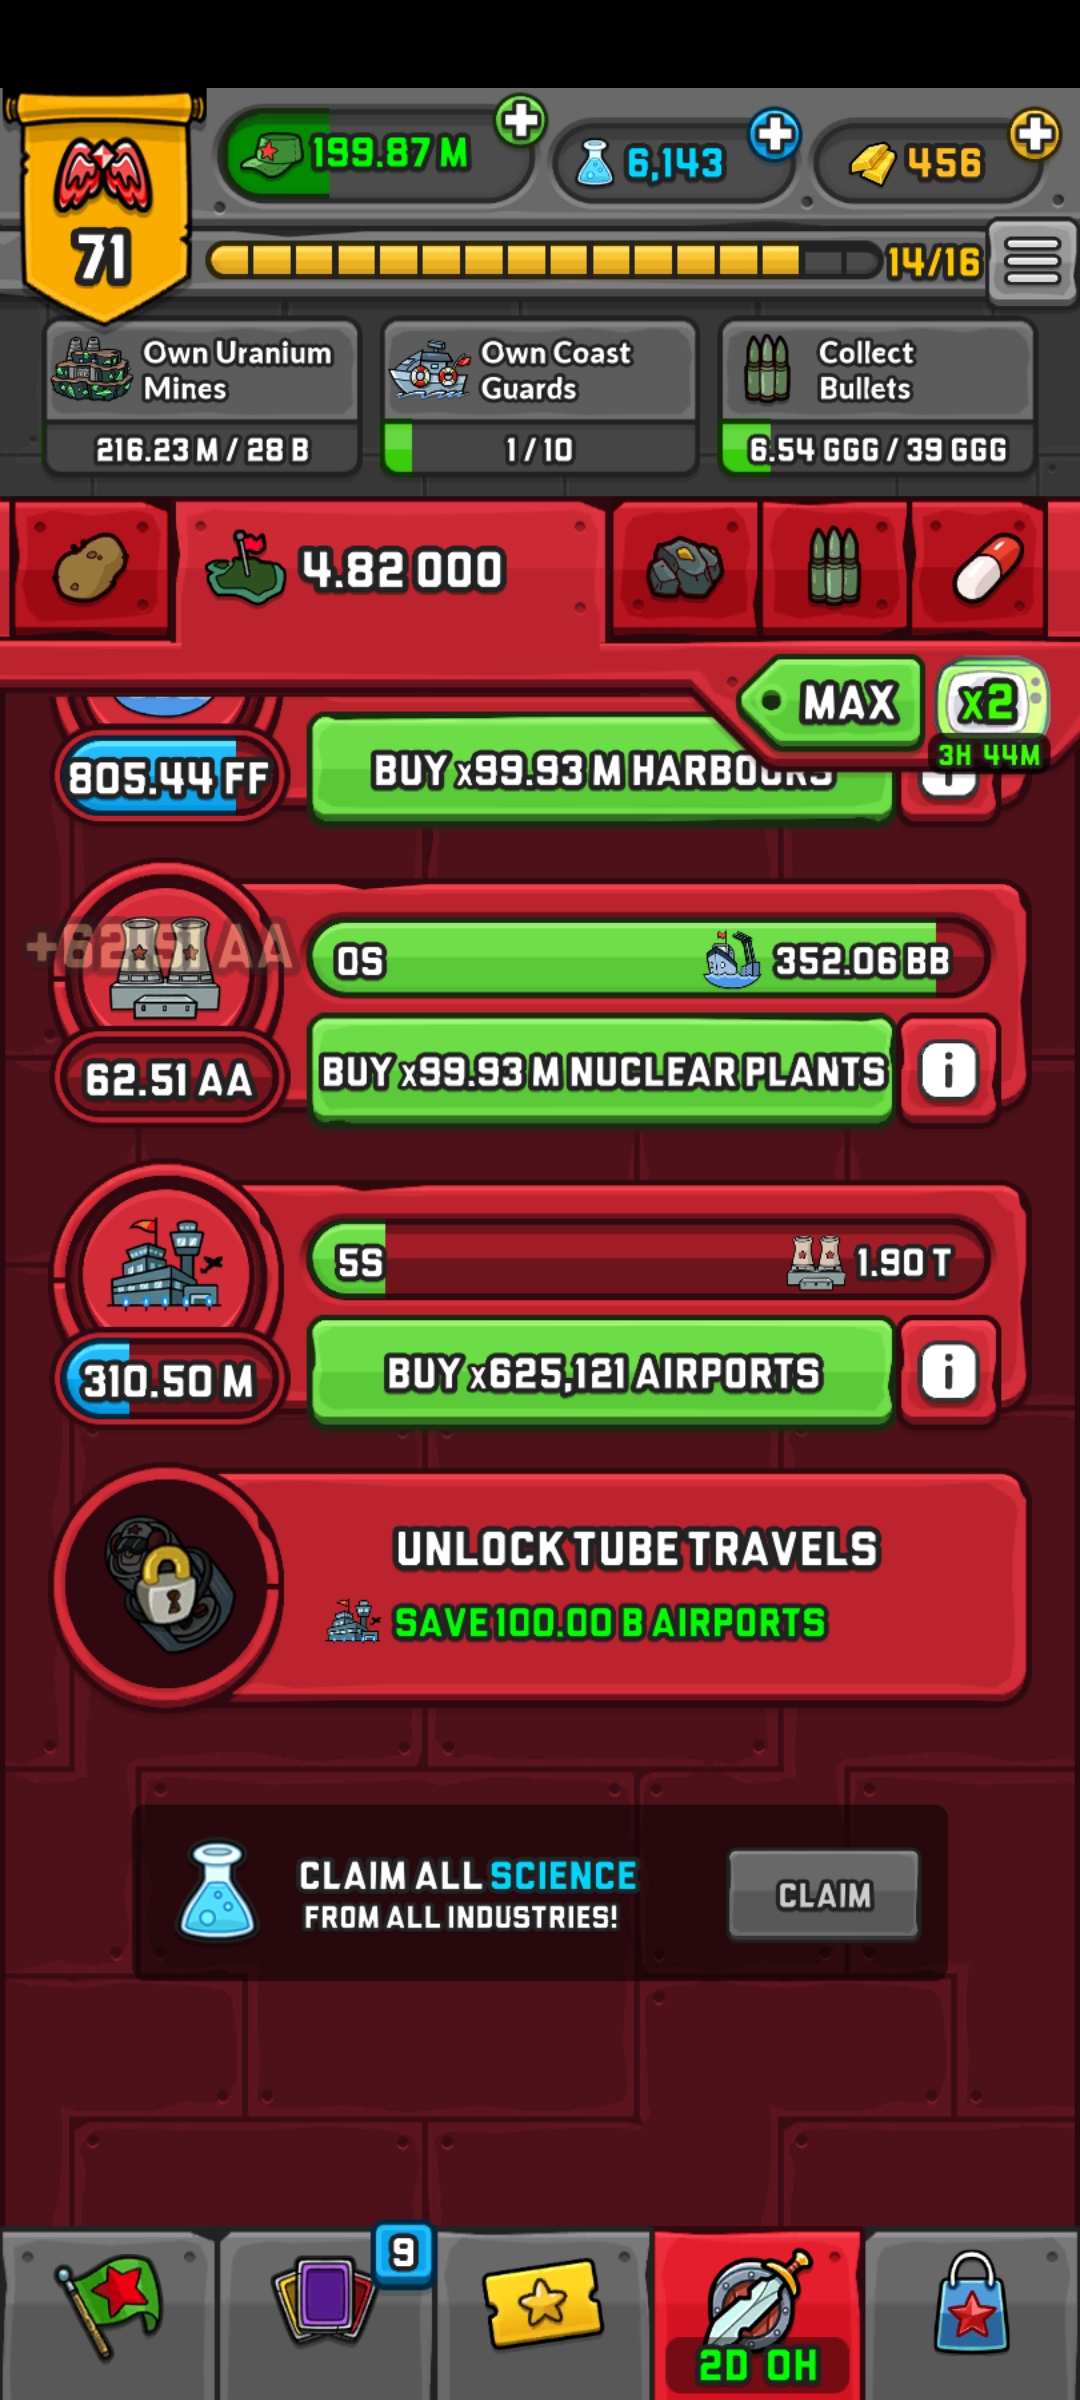 199.87 M
6,143
456
71
14/16
Own Uranium
Mines
216.23 M / 28 B
Own Coast
Guards
1 / 10
Collect
Bullets
6.54 GGG / 39 GGG
4.82 OOO
MAX
x2
3H 44M
805.44 FF
BUY x99.93 M HARBOURS
+62.51 AA
0S
352.06 BB
62.51 AA
BUY x99.93 M NUCLEAR PLANTS
i
5S
1.90 T
310.50 M
BUY x625,121 AIRPORTS
i
UNLOCK TUBE TRAVELS
SAVE 100.00 B AIRPORTS
CLAIM ALL SCIENCE
FROM ALL INDUSTRIES!
CLAIM
9
2D 0H